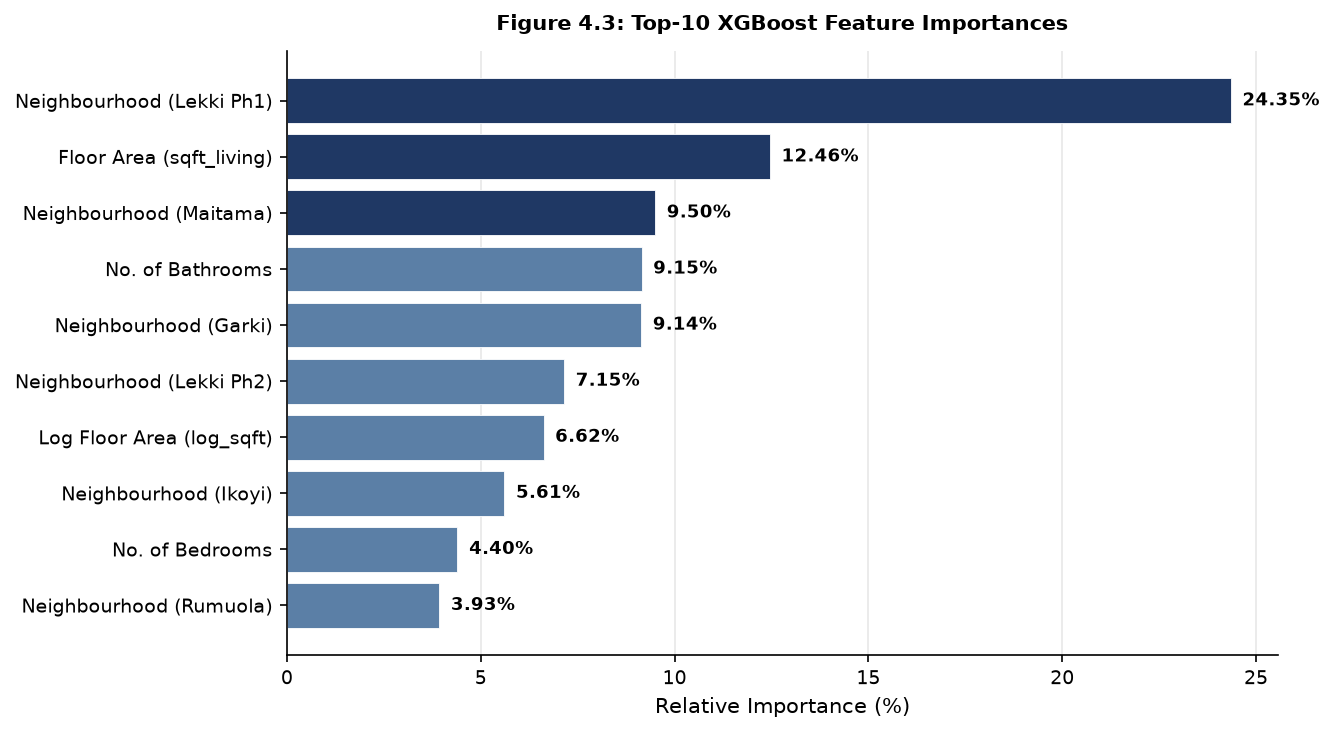 Figure 4.3: Top-10 XGBoost Feature Importances
Neighbourhood (Lekki Ph1) 24.35%
Floor Area (sqft_living) 12.46%
Neighbourhood (Maitama) 9.50%
No. of Bathrooms 9.15%
Neighbourhood (Garki) 9.14%
Neighbourhood (Lekki Ph2) 7.15%
Log Floor Area (log_sqft) 6.62%
Neighbourhood (Ikoyi) 5.61%
No. of Bedrooms 4.40%
Neighbourhood (Rumuola) 3.93%
0 5 10 15 20 25
Relative Importance (%)